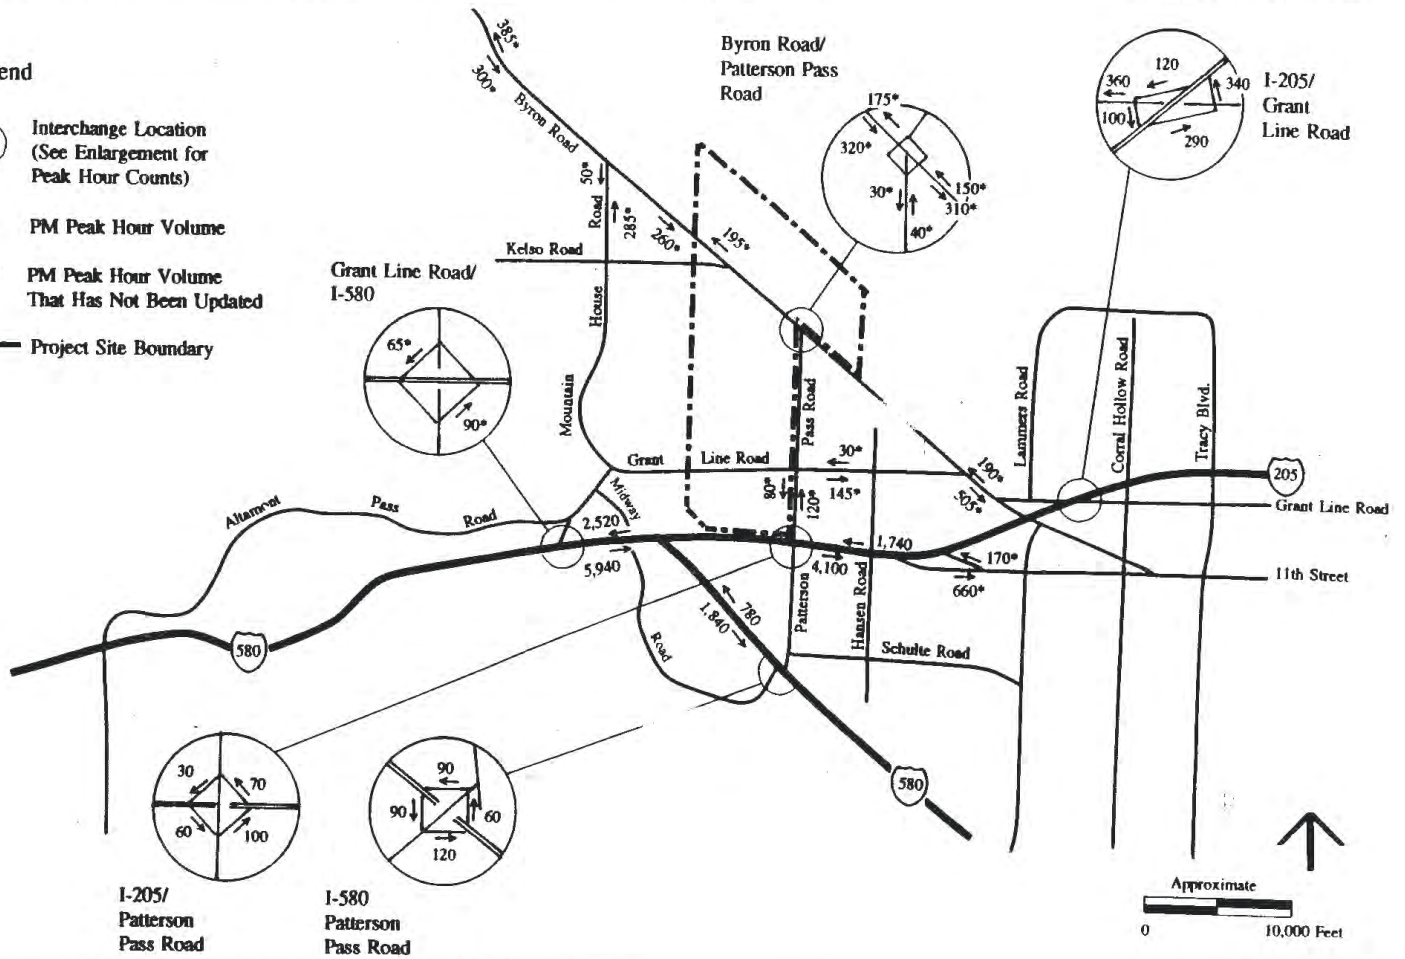 end
Interchange Location
(See Enlargement for
Peak Hour Counts)
PM Peak Hour Volume
PM Peak Hour Volume
That Has Not Been Updated
Project Site Boundary
385*
300*
Byron Road
Byron Road/
Patterson Pass
Road
175*
320*
30*
40*
150*
310*
360
120
340
100
290
I-205/
Grant
Line Road
50*
285*
260*
195*
Kelso Road
Mountain
House
Road
Grant Line Road/
I-580
65*
90*
Grant
Line Road
30*
145*
80*
120*
Pass Road
190*
505*
Lammers Road
Corral Hollow Road
Tracy Blvd.
205
Grant Line Road
11th Street
Altamont
Pass
Road
Midway
Road
2,520
5,940
4,100
1,740
170*
660*
780
1,840
Patterson
Hansen Road
Schulte Road
580
580
30
70
60
100
I-205/
Patterson
Pass Road
90
90
60
120
I-580
Patterson
Pass Road
Approximate
0
10,000 Feet